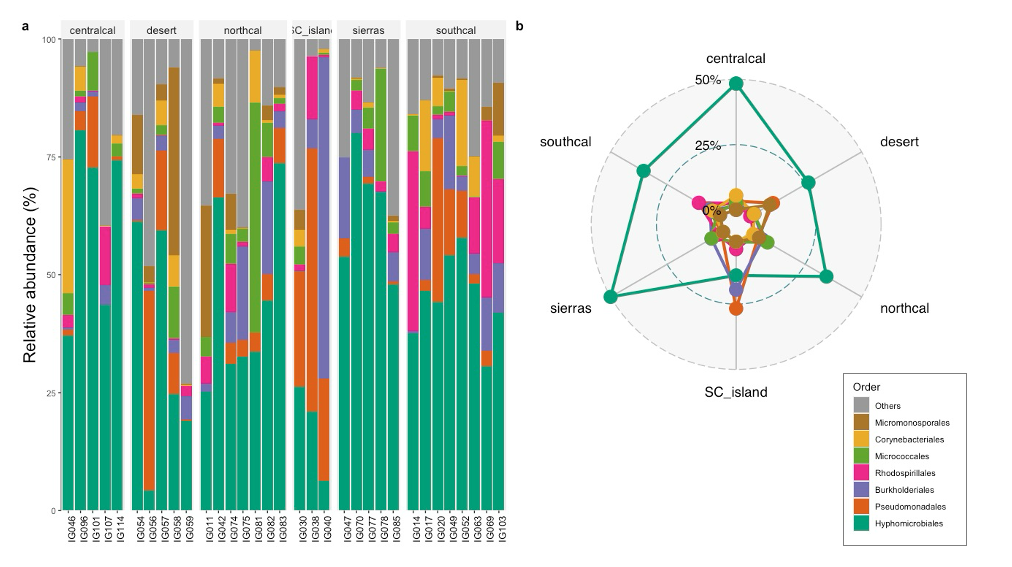 a
centralcal desert northcal SC_island sierras southcal
Relative abundance (%)
100
75
50
25
0
IG046 IG096 IG101 IG107 IG114 IG054 IG056 IG057 IG058 IG059 IG011 IG042 IG074 IG075 IG081 IG082 IG083 IG030 IG038 IG040 IG047 IG070 IG077 IG078 IG085 IG014 IG017 IG020 IG049 IG052 IG063 IG069 IG103
b
centralcal
50%
southcal
desert
25%
0%
sierras
northcal
SC_island
Order
Others
Micromonosporales
Corynebacteriales
Micrococcales
Rhodospirillales
Burkholderiales
Pseudomonadales
Hyphomicrobiales